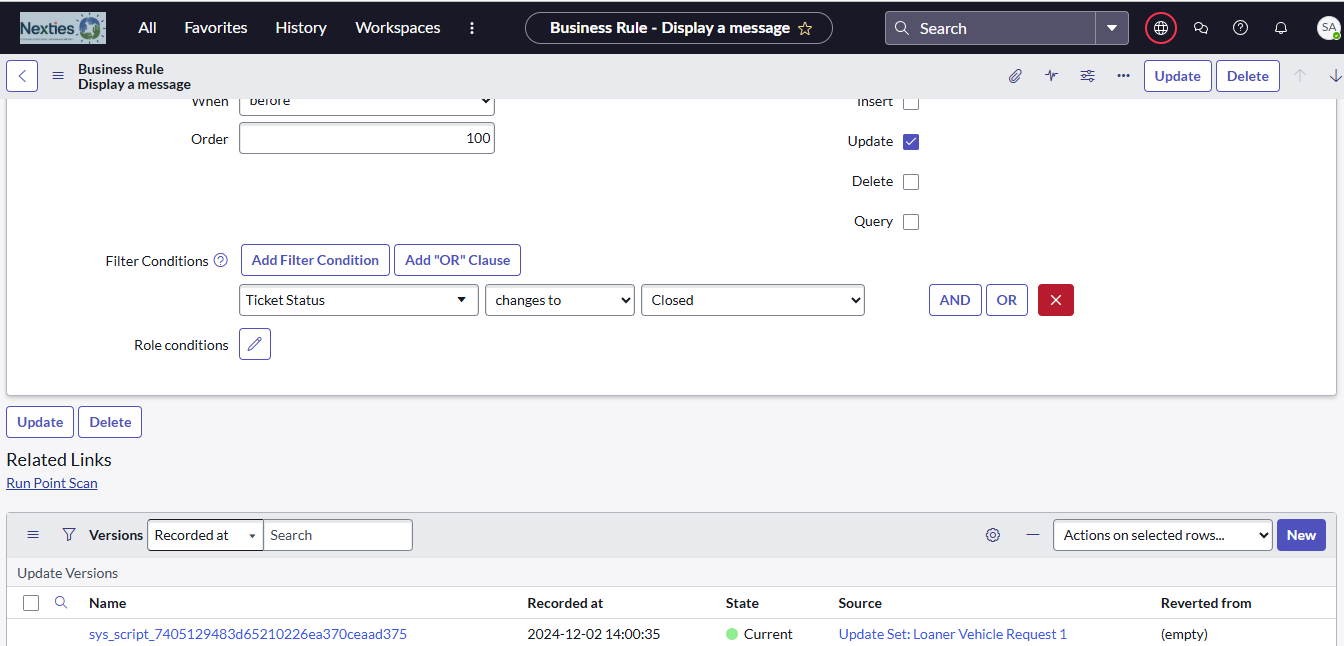 Nexties
All Favorites History Workspaces Business Rule - Display a message Search SA
Business Rule
Display a message
Update Delete
When before Insert
Order 100
Update
Delete
Query
Filter Conditions Add Filter Condition Add "OR" Clause
Ticket Status changes to Closed AND OR
Role conditions
Update Delete
Related Links
Run Point Scan
Versions Recorded at Search Actions on selected rows... New
Update Versions
Name Recorded at State Source Reverted from
sys_script_7405129483d65210226ea370ceaad375 2024-12-02 14:00:35 Current Update Set: Loaner Vehicle Request 1 (empty)